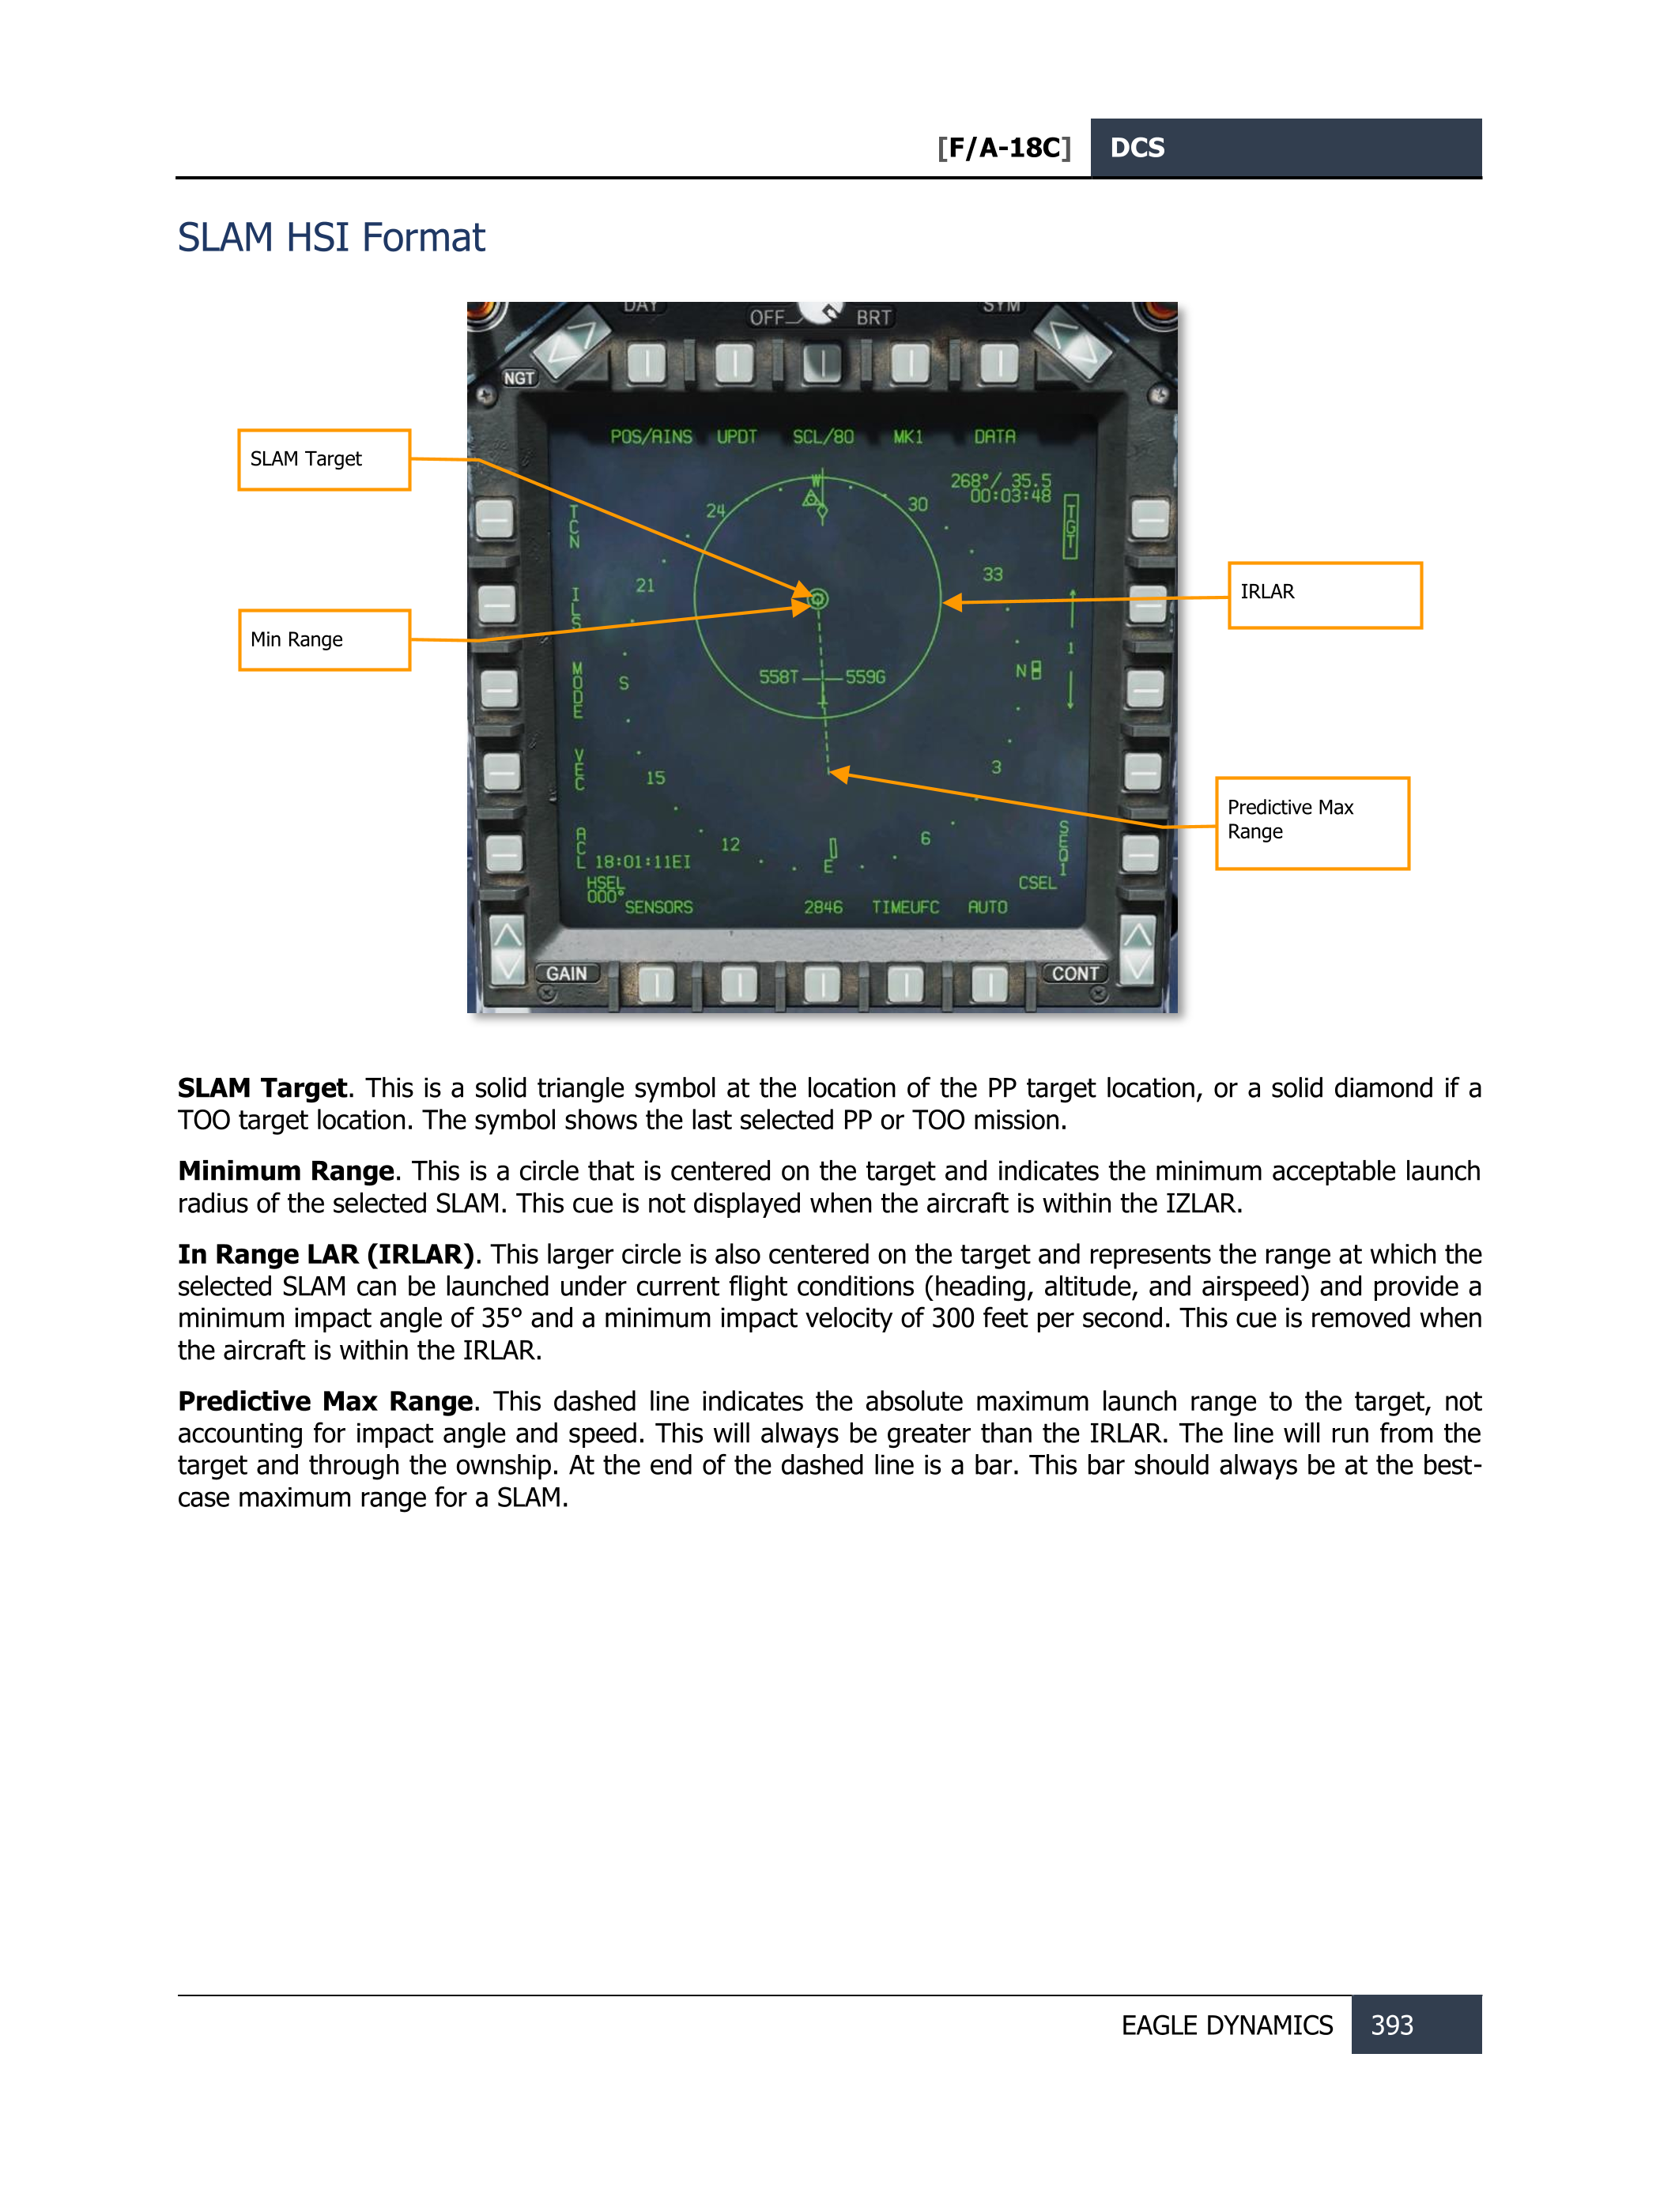 [F/A-18C] DCS
SLAM HSI Format
DAY
SYM
OFF
BRT
NGT
SLAM Target
POS/AINS UPDT SCL/80 MK1 DATA
268°/ 35.5
00:03:48
W
24
30
TCN
TGT
21
33
ILS
IRLAR
Min Range
1
558T
559G
MODE
S
N
VEC
15
3
Predictive Max
Range
12
6
E
ACL
18:01:11EI
SEQ1
HSEL
000°
CSEL
SENSORS 2846 TIMEUFC AUTO
GAIN
CONT
SLAM Target. This is a solid triangle symbol at the location of the PP target location, or a solid diamond if a
TOO target location. The symbol shows the last selected PP or TOO mission.
Minimum Range. This is a circle that is centered on the target and indicates the minimum acceptable launch
radius of the selected SLAM. This cue is not displayed when the aircraft is within the IZLAR.
In Range LAR (IRLAR). This larger circle is also centered on the target and represents the range at which the
selected SLAM can be launched under current flight conditions (heading, altitude, and airspeed) and provide a
minimum impact angle of 35° and a minimum impact velocity of 300 feet per second. This cue is removed when
the aircraft is within the IRLAR.
Predictive Max Range. This dashed line indicates the absolute maximum launch range to the target, not
accounting for impact angle and speed. This will always be greater than the IRLAR. The line will run from the
target and through the ownship. At the end of the dashed line is a bar. This bar should always be at the best-
case maximum range for a SLAM.
EAGLE DYNAMICS 393